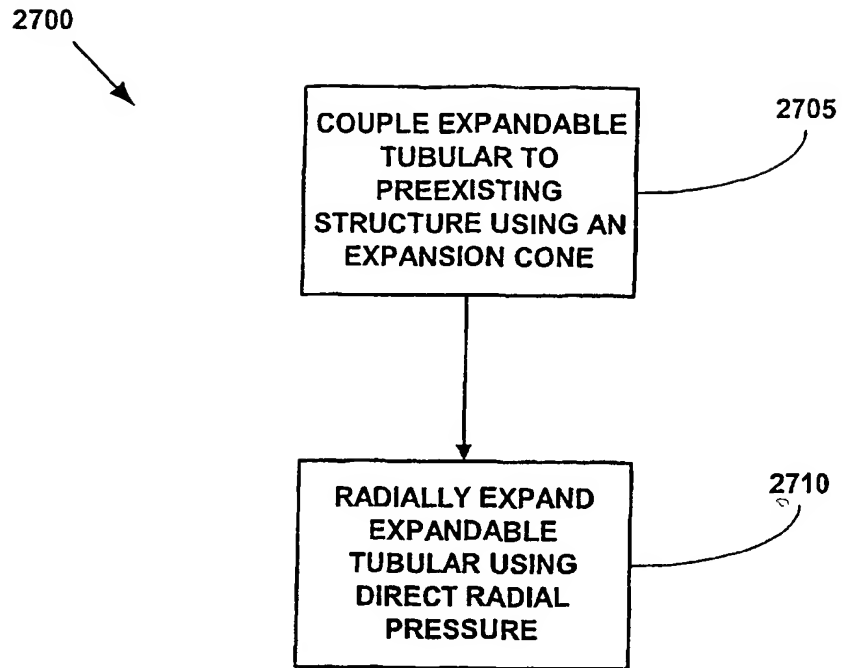 2700
COUPLE EXPANDABLE
TUBULAR TO
PREEXISTING
STRUCTURE USING AN
EXPANSION CONE
2705
RADIALLY EXPAND
EXPANDABLE
TUBULAR USING
DIRECT RADIAL
PRESSURE
2710